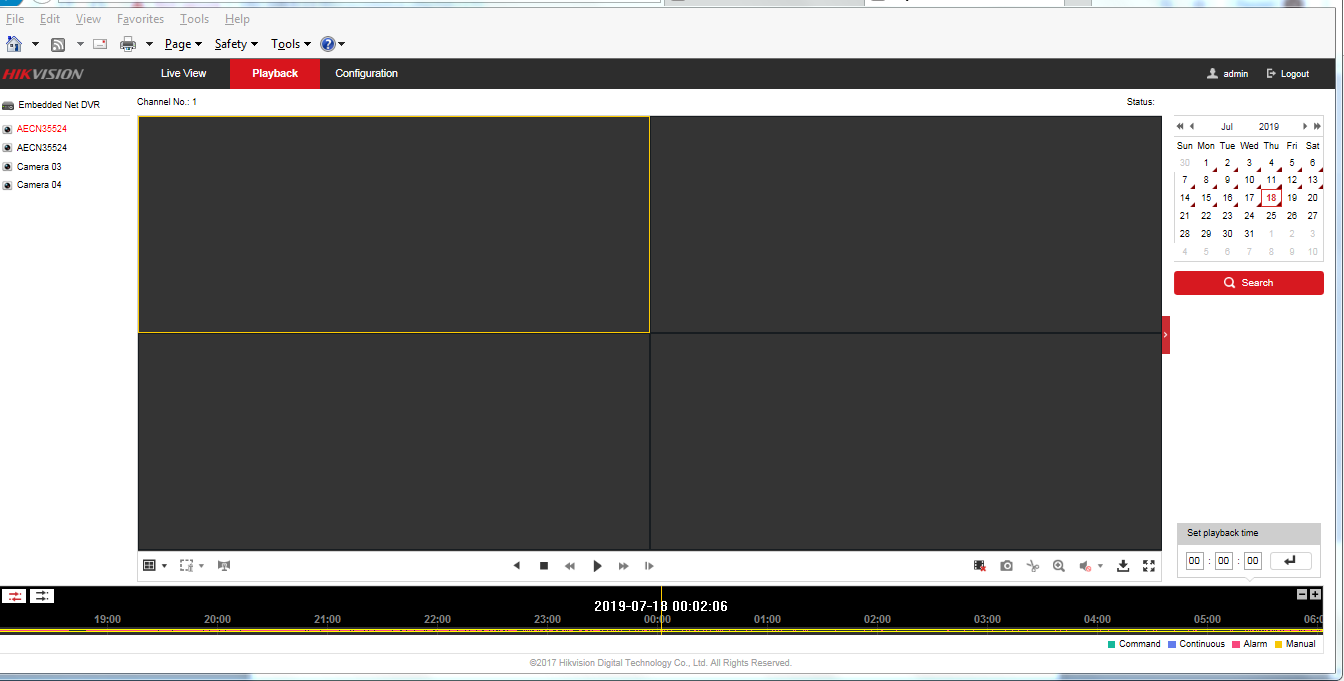 File Edit View Favorites Tools Help
Page Safety Tools
HIKVISION Live View Playback Configuration admin Logout
Embedded Net DVR
Channel No.: 1
Status:
AECN35524
AECN35524
Camera 03
Camera 04
Jul 2019
Sun Mon Tue Wed Thu Fri Sat
30 1 2 3 4 5 6
7 8 9 10 11 12 13
14 15 16 17 18 19 20
21 22 23 24 25 26 27
28 29 30 31 1 2 3
4 5 6 7 8 9 10
Search
Set playback time
00 : 00 : 00
2019-07-18 00:02:06
19:00 20:00 21:00 22:00 23:00 00:00 01:00 02:00 03:00 04:00 05:00 06:0
Command Continuous Alarm Manual
©2017 Hikvision Digital Technology Co., Ltd. All Rights Reserved.